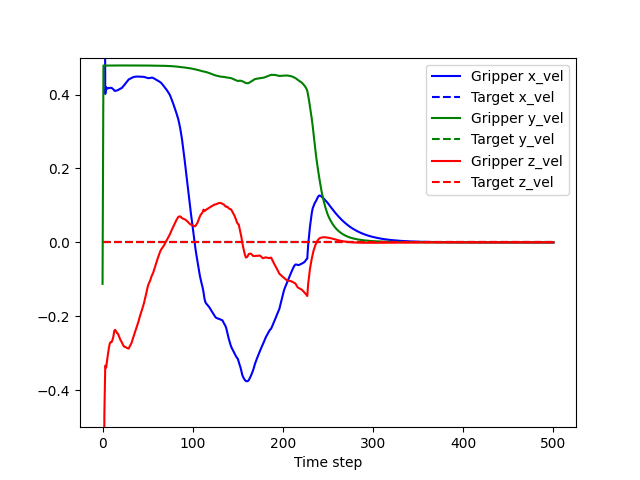 0.4
0.2
0.0
−0.2
−0.4
0
100
200
300
400
500
Time step
Gripper x_vel
Target x_vel
Gripper y_vel
Target y_vel
Gripper z_vel
Target z_vel